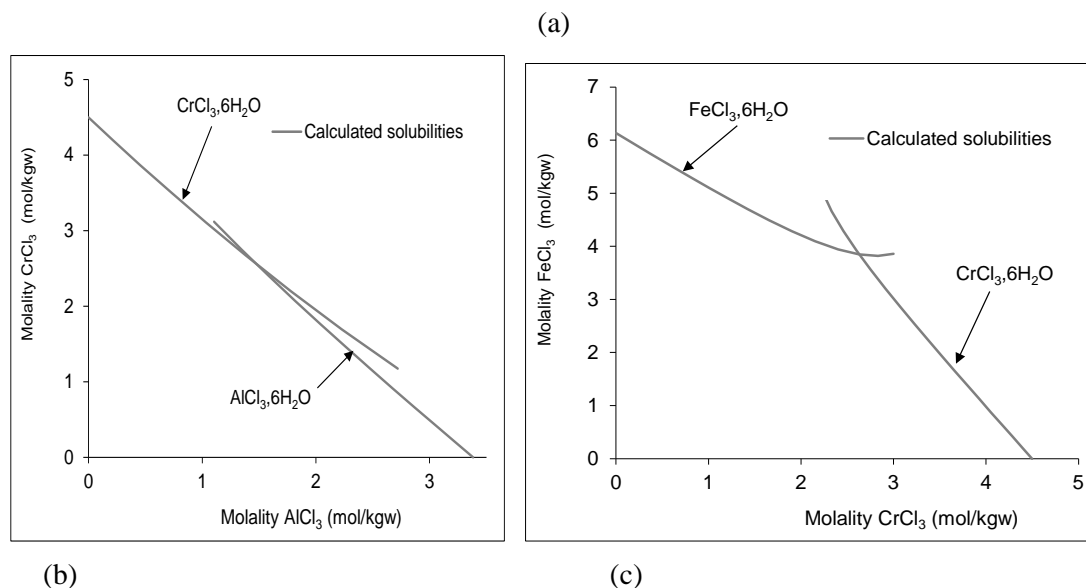 (a)
5
4
3
2
1
0
0
1
2
3
Molality CrCl₃ (mol/kgw)
Molality AlCl₃ (mol/kgw)
CrCl₃,6H₂O
Calculated solubilities
AlCl₃,6H₂O
(b)
7
6
5
4
3
2
1
0
0
1
2
3
4
5
Molality FeCl₃ (mol/kgw)
Molality CrCl₃ (mol/kgw)
FeCl₃,6H₂O
Calculated solubilities
CrCl₃,6H₂O
(c)